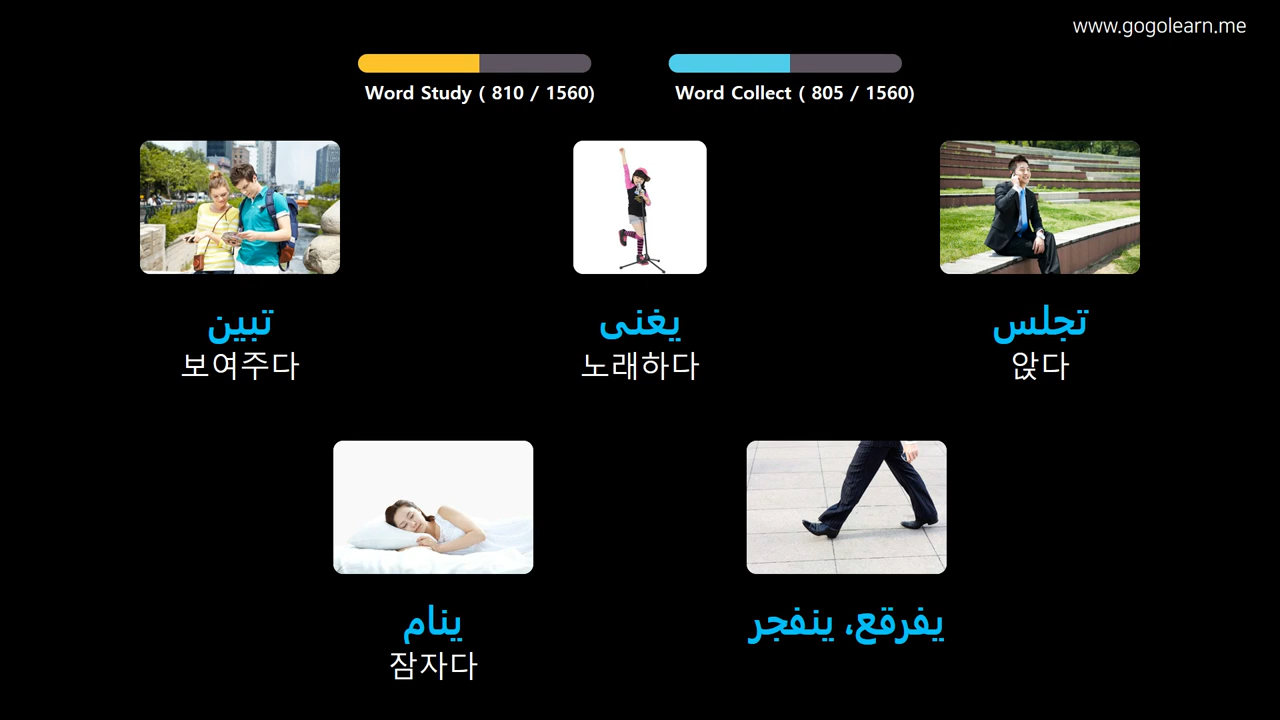 www.gogolearn.me
Word Study ( 810 / 1560)
Word Collect ( 805 / 1560)
تبين
보여주다
يغنى
노래하다
تجلس
앉다
ينام
잠자다
يفرقع، ينفجر